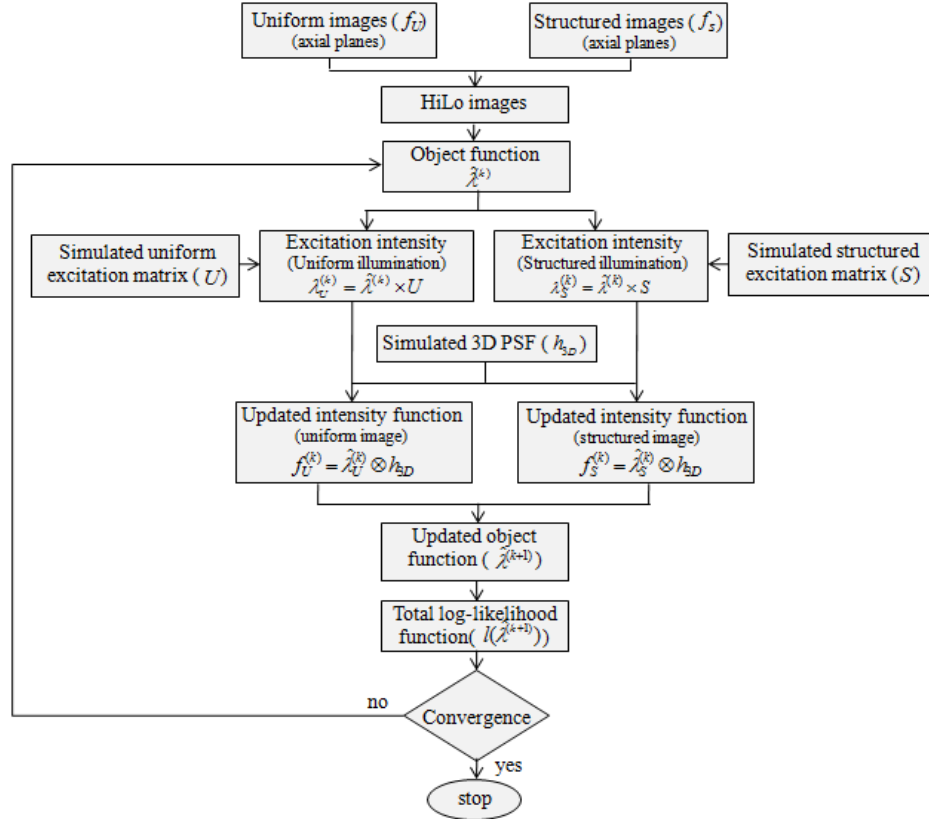 Uniform images ( f_U)
(axial planes)
Structured images ( f_S)
(axial planes)
HiLo images
Object function
λ̂^(k)
Simulated uniform
excitation matrix ( U )
Excitation intensity
(Uniform illumination)
λ_U^(k) = λ̂^(k) × U
Excitation intensity
(Structured illumination)
λ_S^(k) = λ̂^(k) × S
Simulated structured
excitation matrix ( S)
Simulated 3D PSF ( h_3D )
Updated intensity function
(uniform image)
f_U^(k) = λ̂_U^(k) ⊗ h_3D
Updated intensity function
(structured image)
f_S^(k) = λ̂_S^(k) ⊗ h_3D
Updated object
function ( λ̂^(k+1))
Total log-likelihood
function( l(λ̂^(k+1)))
no
Convergence
yes
stop